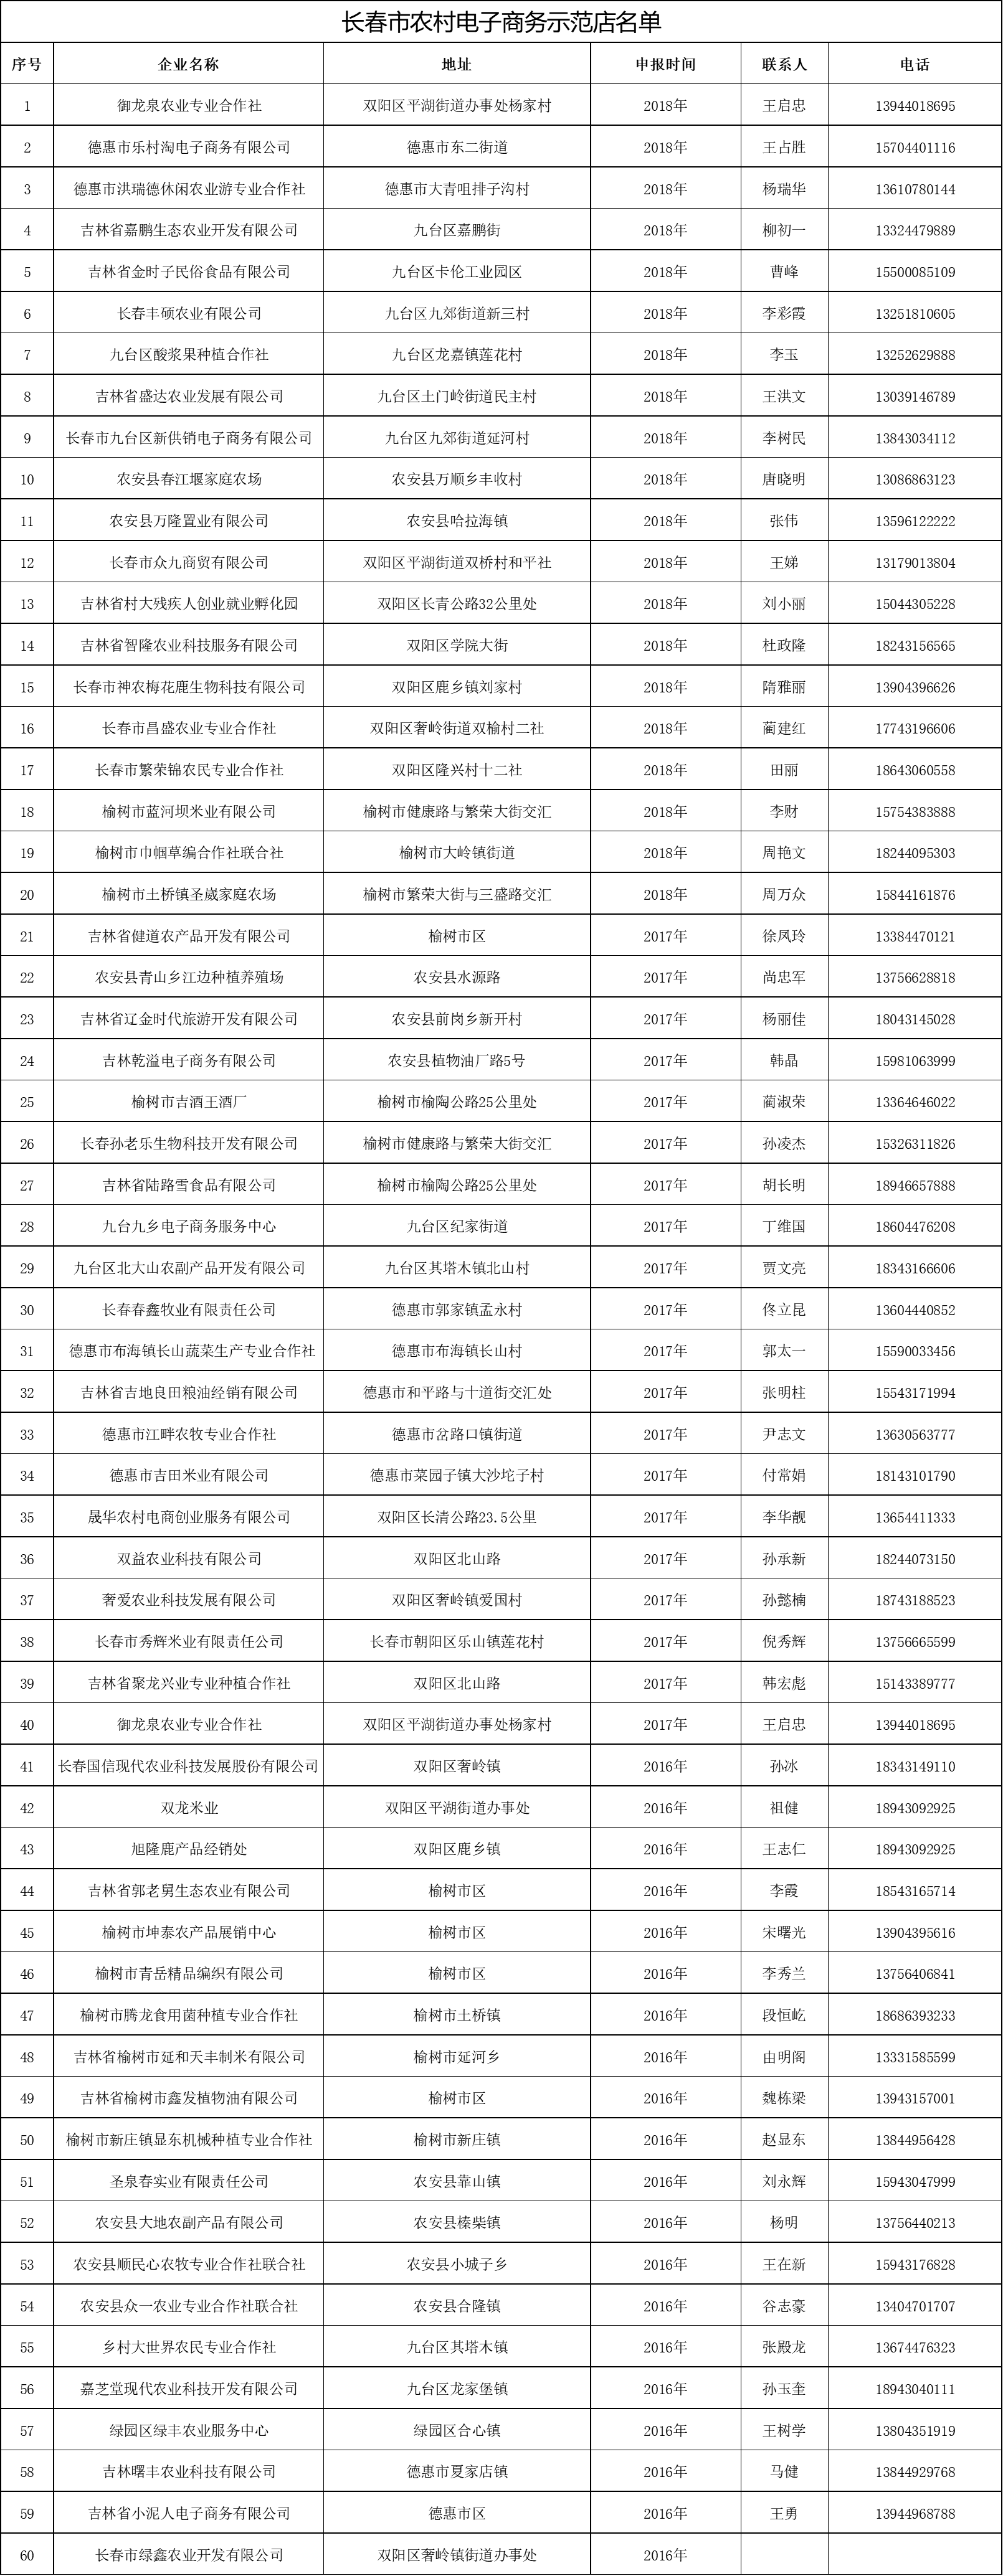 长春市农村电子商务示范店名单
序号 企业名称 地址 申报时间 联系人 电话
1 御龙泉农业专业合作社 双阳区平湖街道办事处杨家村 2018年 王启忠 13944018695
2 德惠市乐村淘电子商务有限公司 德惠市东二街道 2018年 王占胜 15704401116
3 德惠市洪瑞德休闲农业游专业合作社 德惠市大青咀排子沟村 2018年 杨瑞华 13610780144
4 吉林省嘉鹏生态农业开发有限公司 九台区嘉鹏街 2018年 柳初一 13324479889
5 吉林省金时子民俗食品有限公司 九台区卡伦工业园区 2018年 曹峰 15500085109
6 长春丰硕农业有限公司 九台区九郊街道新三村 2018年 李彩霞 13251810605
7 九台区酸浆果种植合作社 九台区龙嘉镇莲花村 2018年 李玉 13252629888
8 吉林省盛达农业发展有限公司 九台区土门岭街道民主村 2018年 王洪文 13039146789
9 长春市九台区新供销电子商务有限公司 九台区九郊街道延河村 2018年 李树民 13843034112
10 农安县春江堰家庭农场 农安县万顺乡丰收村 2018年 唐晓明 13086863123
11 农安县万隆置业有限公司 农安县哈拉海镇 2018年 张伟 13596122222
12 长春市众九商贸有限公司 双阳区平湖街道双桥村和平社 2018年 王娣 13179013804
13 吉林省村大残疾人创业就业孵化园 双阳区长青公路32公里处 2018年 刘小丽 15044305228
14 吉林省智隆农业科技服务有限公司 双阳区学院大街 2018年 杜政隆 18243156565
15 长春市神农梅花鹿生物科技有限公司 双阳区鹿乡镇刘家村 2018年 隋雅丽 13904396626
16 长春市昌盛农业专业合作社 双阳区奢岭街道双榆村二社 2018年 蔺建红 17743196606
17 长春市繁荣锦农民专业合作社 双阳区隆兴村十二社 2018年 田丽 18643060558
18 榆树市蓝河坝米业有限公司 榆树市健康路与繁荣大街交汇 2018年 李财 15754383888
19 榆树市巾帼草编合作社联合社 榆树市大岭镇街道 2018年 周艳文 18244095303
20 榆树市土桥镇圣崴家庭农场 榆树市繁荣大街与三盛路交汇 2018年 周万众 15844161876
21 吉林省健道农产品开发有限公司 榆树市区 2017年 徐凤玲 13384470121
22 农安县青山乡江边种植养殖场 农安县水源路 2017年 尚忠军 13756628818
23 吉林省辽金时代旅游开发有限公司 农安县前岗乡新开村 2017年 杨丽佳 18043145028
24 吉林乾溢电子商务有限公司 农安县植物油厂路5号 2017年 韩晶 15981063999
25 榆树市吉酒王酒厂 榆树市榆陶公路25公里处 2017年 蔺淑荣 13364646022
26 长春孙老乐生物科技开发有限公司 榆树市健康路与繁荣大街交汇 2017年 孙凌杰 15326311826
27 吉林省陆路雪食品有限公司 榆树市榆陶公路25公里处 2017年 胡长明 18946657888
28 九台九乡电子商务服务中心 九台区纪家街道 2017年 丁维国 18604476208
29 九台区北大山农副产品开发有限公司 九台区其塔木镇北山村 2017年 贾文亮 18343166606
30 长春春鑫牧业有限责任公司 德惠市郭家镇孟永村 2017年 佟立昆 13604440852
31 德惠市布海镇长山蔬菜生产专业合作社 德惠市布海镇长山村 2017年 郭太一 15590033456
32 吉林省吉地良田粮油经销有限公司 德惠市和平路与十道街交汇处 2017年 张明柱 15543171994
33 德惠市江畔农牧专业合作社 德惠市岔路口镇街道 2017年 尹志文 13630563777
34 德惠市吉田米业有限公司 德惠市菜园子镇大沙坨子村 2017年 付常娟 18143101790
35 晟华农村电商创业服务有限公司 双阳区长清公路23.5公里 2017年 李华靓 13654411333
36 双益农业科技有限公司 双阳区北山路 2017年 孙承新 18244073150
37 奢爱农业科技发展有限公司 双阳区奢岭镇爱国村 2017年 孙懿楠 18743188523
38 长春市秀辉米业有限责任公司 长春市朝阳区乐山镇莲花村 2017年 倪秀辉 13756665599
39 吉林省聚龙兴业专业种植合作社 双阳区北山路 2017年 韩宏彪 15143389777
40 御龙泉农业专业合作社 双阳区平湖街道办事处杨家村 2017年 王启忠 13944018695
41 长春国信现代农业科技发展股份有限公司 双阳区奢岭镇 2016年 孙冰 18343149110
42 双龙米业 双阳区平湖街道办事处 2016年 祖健 18943092925
43 旭隆鹿产品经销处 双阳区鹿乡镇 2016年 王志仁 18943092925
44 吉林省郭老舅生态农业有限公司 榆树市区 2016年 李霞 18543165714
45 榆树市坤泰农产品展销中心 榆树市区 2016年 宋曙光 13904395616
46 榆树市青岳精品编织有限公司 榆树市区 2016年 李秀兰 13756406841
47 榆树市腾龙食用菌种植专业合作社 榆树市土桥镇 2016年 段恒屹 18686393233
48 吉林省榆树市延和天丰制米有限公司 榆树市延河乡 2016年 由明阁 13331585599
49 吉林省榆树市鑫发植物油有限公司 榆树市区 2016年 魏栋梁 13943157001
50 榆树市新庄镇显东机械种植专业合作社 榆树市新庄镇 2016年 赵显东 13844956428
51 圣泉春实业有限责任公司 农安县靠山镇 2016年 刘永辉 15943047999
52 农安县大地农副产品有限公司 农安县榛柴镇 2016年 杨明 13756440213
53 农安县顺民心农牧专业合作社联合社 农安县小城子乡 2016年 王在新 15943176828
54 农安县众一农业专业合作社联合社 农安县合隆镇 2016年 谷志豪 13404701707
55 乡村大世界农民专业合作社 九台区其塔木镇 2016年 张殿龙 13674476323
56 嘉芝堂现代农业科技开发有限公司 九台区龙家堡镇 2016年 孙玉奎 18943040111
57 绿园区绿丰农业服务中心 绿园区合心镇 2016年 王树学 13804351919
58 吉林曙丰农业科技有限公司 德惠市夏家店镇 2016年 马健 13844929768
59 吉林省小泥人电子商务有限公司 德惠市区 2016年 王勇 13944968788
60 长春市绿鑫农业开发有限公司 双阳区奢岭镇街道办事处 2016年